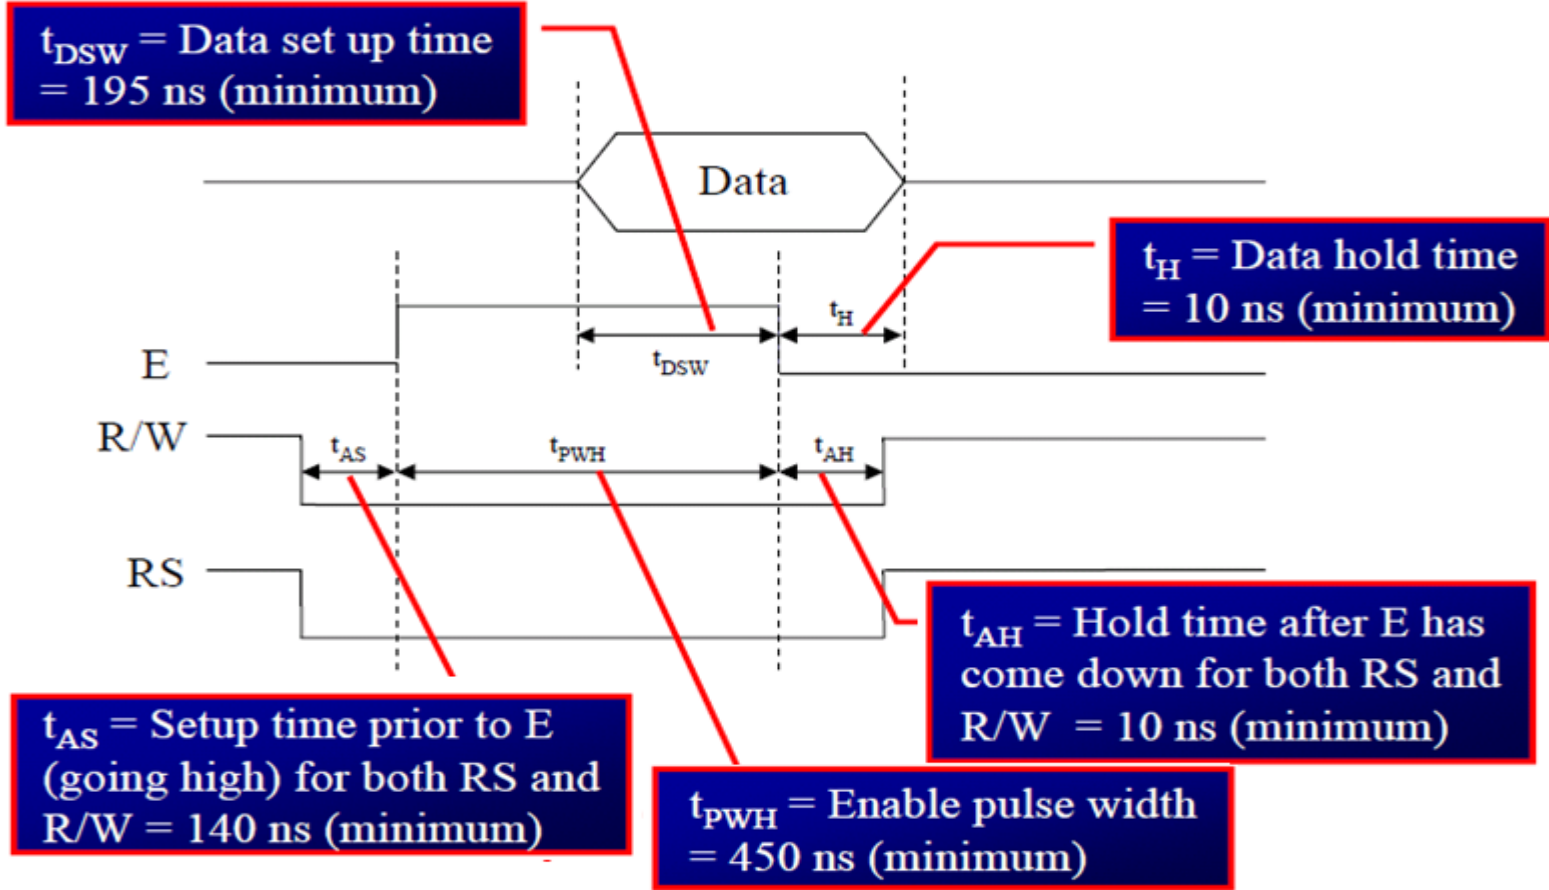 tDSW = Data set up time
= 195 ns (minimum)
Data
tH = Data hold time
= 10 ns (minimum)
tH
tDSW
E
R/W
tAS
tPWH
tAH
RS
tAH = Hold time after E has
come down for both RS and
R/W = 10 ns (minimum)
tAS = Setup time prior to E
(going high) for both RS and
R/W = 140 ns (minimum)
tPWH = Enable pulse width
= 450 ns (minimum)